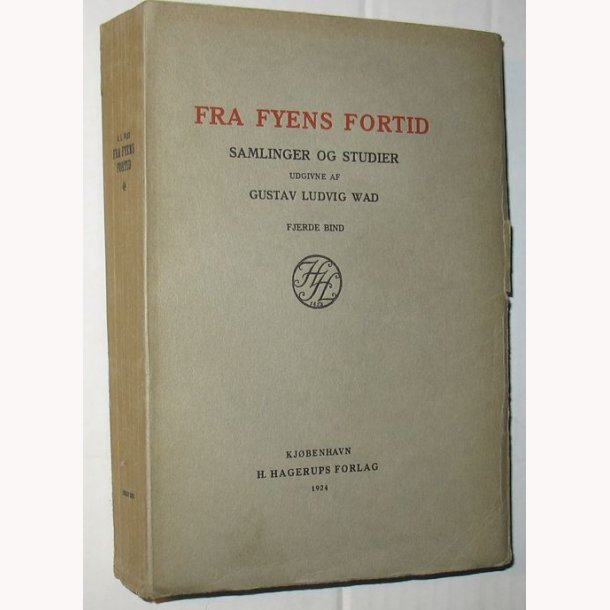 FRA FYENS FORTID
SAMLINGER OG STUDIER
UDGIVNE AF
GUSTAV LUDVIG WAD
FJERDE BIND
KJØBENHAVN
H. HAGERUPS FORLAG
1924
FRA FYENS
FORTID